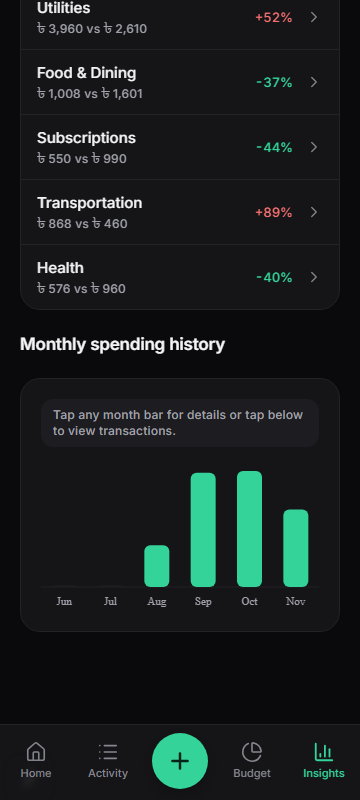 Utilities
+52%
৳ 3,960 vs ৳ 2,610
Food & Dining
-37%
৳ 1,008 vs ৳ 1,601
Subscriptions
-44%
৳ 550 vs ৳ 990
Transportation
+89%
৳ 868 vs ৳ 460
Health
-40%
৳ 576 vs ৳ 960
Monthly spending history
Tap any month bar for details or tap below
to view transactions.
Jun Jul Aug Sep Oct Nov
Home Activity Budget Insights